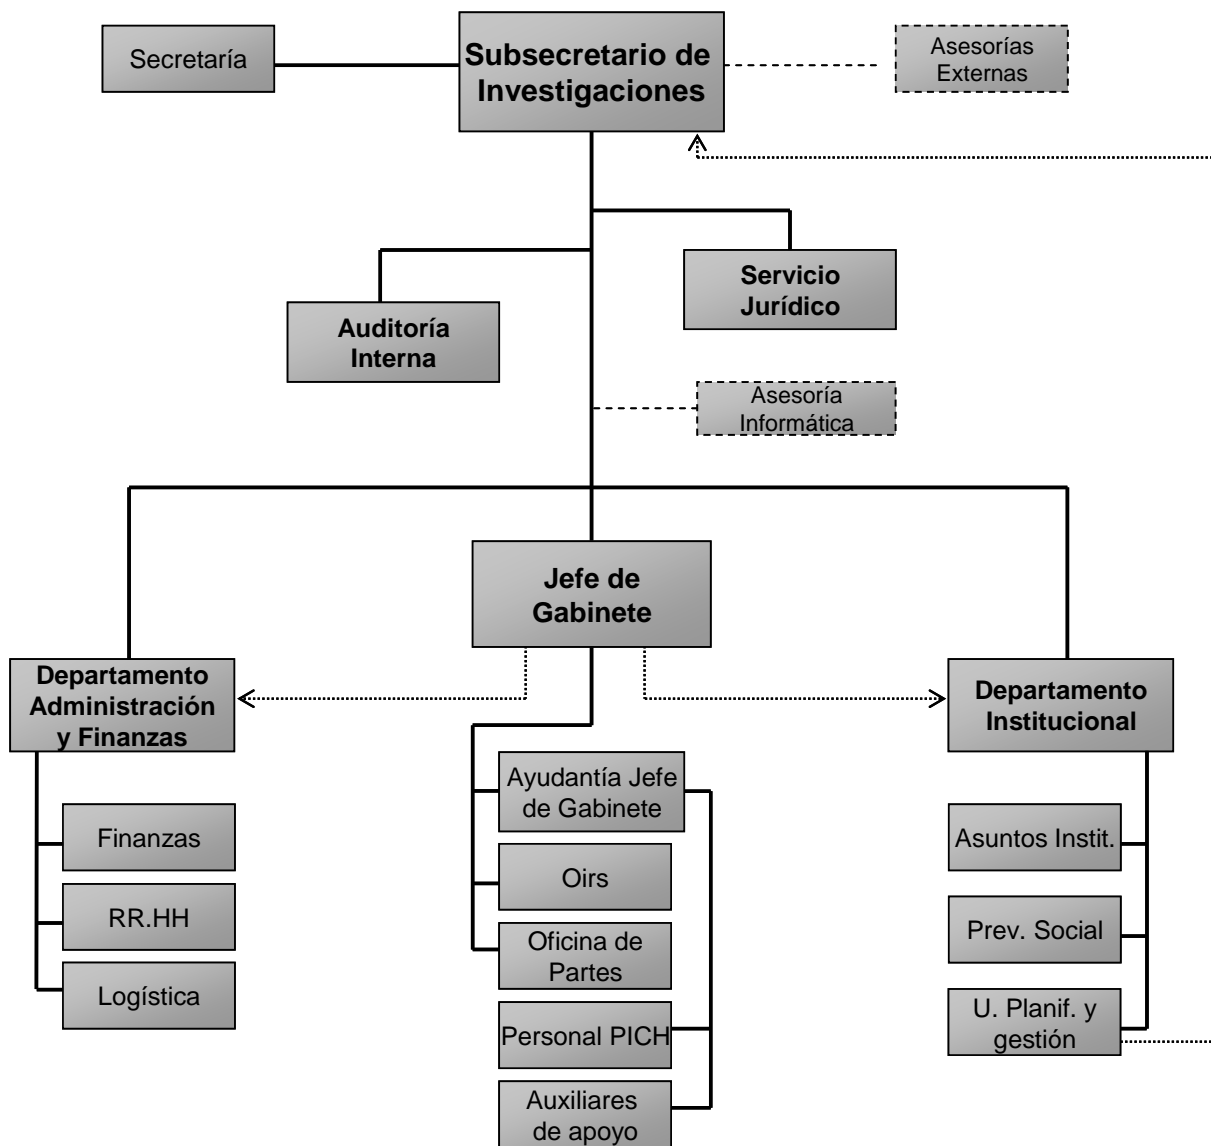 Secretaría
Subsecretario de
Investigaciones
Asesorías
Externas
Servicio
Jurídico
Auditoría
Interna
Asesoría
Informática
Jefe de
Gabinete
Departamento
Administración
y Finanzas
Departamento
Institucional
Finanzas
RR.HH
Logística
Ayudantía Jefe
de Gabinete
Oirs
Oficina de
Partes
Personal PICH
Auxiliares
de apoyo
Asuntos Instit.
Prev. Social
U. Planif. y
gestión